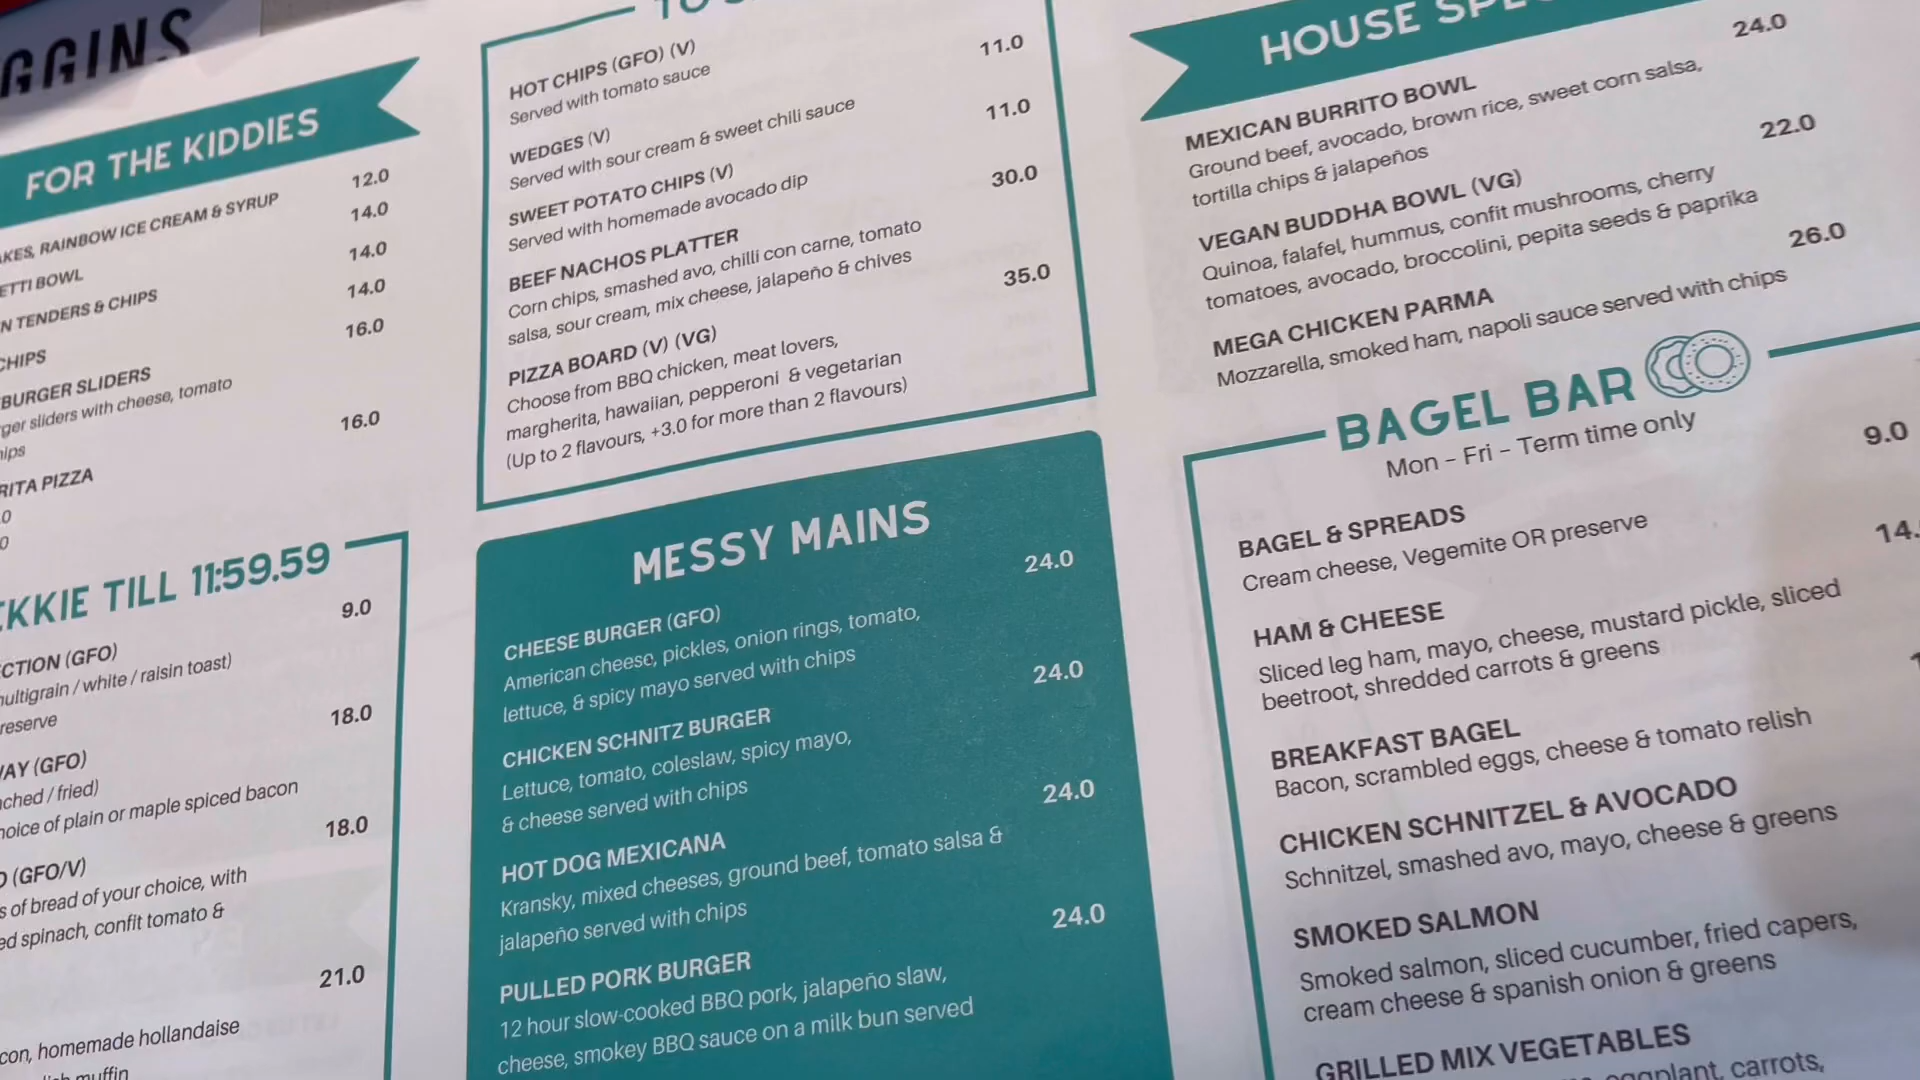 FOR THE KIDDIES
RAINBOW ICE CREAM & SYRUP
12.0
BOWL
14.0
TENDERS & CHIPS
14.0
CHIPS
14.0
BURGER SLIDERS
16.0
sliders with cheese, tomato
PIZZA
16.0
TILL 11:59.59
(GFO)
9.0
/ white / raisin toast)
(GFO)
18.0
/ fried)
of plain or maple spiced bacon
(GFO/V)
18.0
of bread of your choice, with
spinach, confit tomato &
21.0
homemade hollandaise
muffin
HOT CHIPS (GFO) (V)
11.0
Served with tomato sauce
WEDGES (V)
11.0
Served with sour cream & sweet chili sauce
SWEET POTATO CHIPS (V)
Served with homemade avocado dip
BEEF NACHOS PLATTER
30.0
Corn chips, smashed avo, chilli con carne, tomato
salsa, sour cream, mix cheese, jalapeño & chives
PIZZA BOARD (V) (VG)
35.0
Choose from BBQ chicken, meat lovers,
margherita, hawaiian, pepperoni & vegetarian
(Up to 2 flavours, +3.0 for more than 2 flavours)
MESSY MAINS
CHEESE BURGER (GFO)
24.0
American cheese, pickles, onion rings, tomato,
lettuce, & spicy mayo served with chips
CHICKEN SCHNITZ BURGER
24.0
Lettuce, tomato, coleslaw, spicy mayo,
& cheese served with chips
HOT DOG MEXICANA
24.0
Kransky, mixed cheeses, ground beef, tomato salsa &
jalapeño served with chips
PULLED PORK BURGER
24.0
12 hour slow-cooked BBQ pork, jalapeño slaw,
cheese, smokey BBQ sauce on a milk bun served
HOUSE
MEXICAN BURRITO BOWL
24.0
Ground beef, avocado, brown rice, sweet corn salsa,
tortilla chips & jalapeños
VEGAN BUDDHA BOWL (VG)
22.0
Quinoa, falafel, hummus, confit mushrooms, cherry
tomatoes, avocado, broccolini, pepita seeds & paprika
MEGA CHICKEN PARMA
26.0
Mozzarella, smoked ham, napoli sauce served with chips
BAGEL BAR
Mon - Fri - Term time only
BAGEL & SPREADS
9.0
Cream cheese, Vegemite OR preserve
HAM & CHEESE
14.
Sliced leg ham, mayo, cheese, mustard pickle, sliced
beetroot, shredded carrots & greens
BREAKFAST BAGEL
Bacon, scrambled eggs, cheese & tomato relish
CHICKEN SCHNITZEL & AVOCADO
Schnitzel, smashed avo, mayo, cheese & greens
SMOKED SALMON
Smoked salmon, sliced cucumber, fried capers,
cream cheese & spanish onion & greens
GRILLED MIX VEGETABLES
eggplant, carrots,